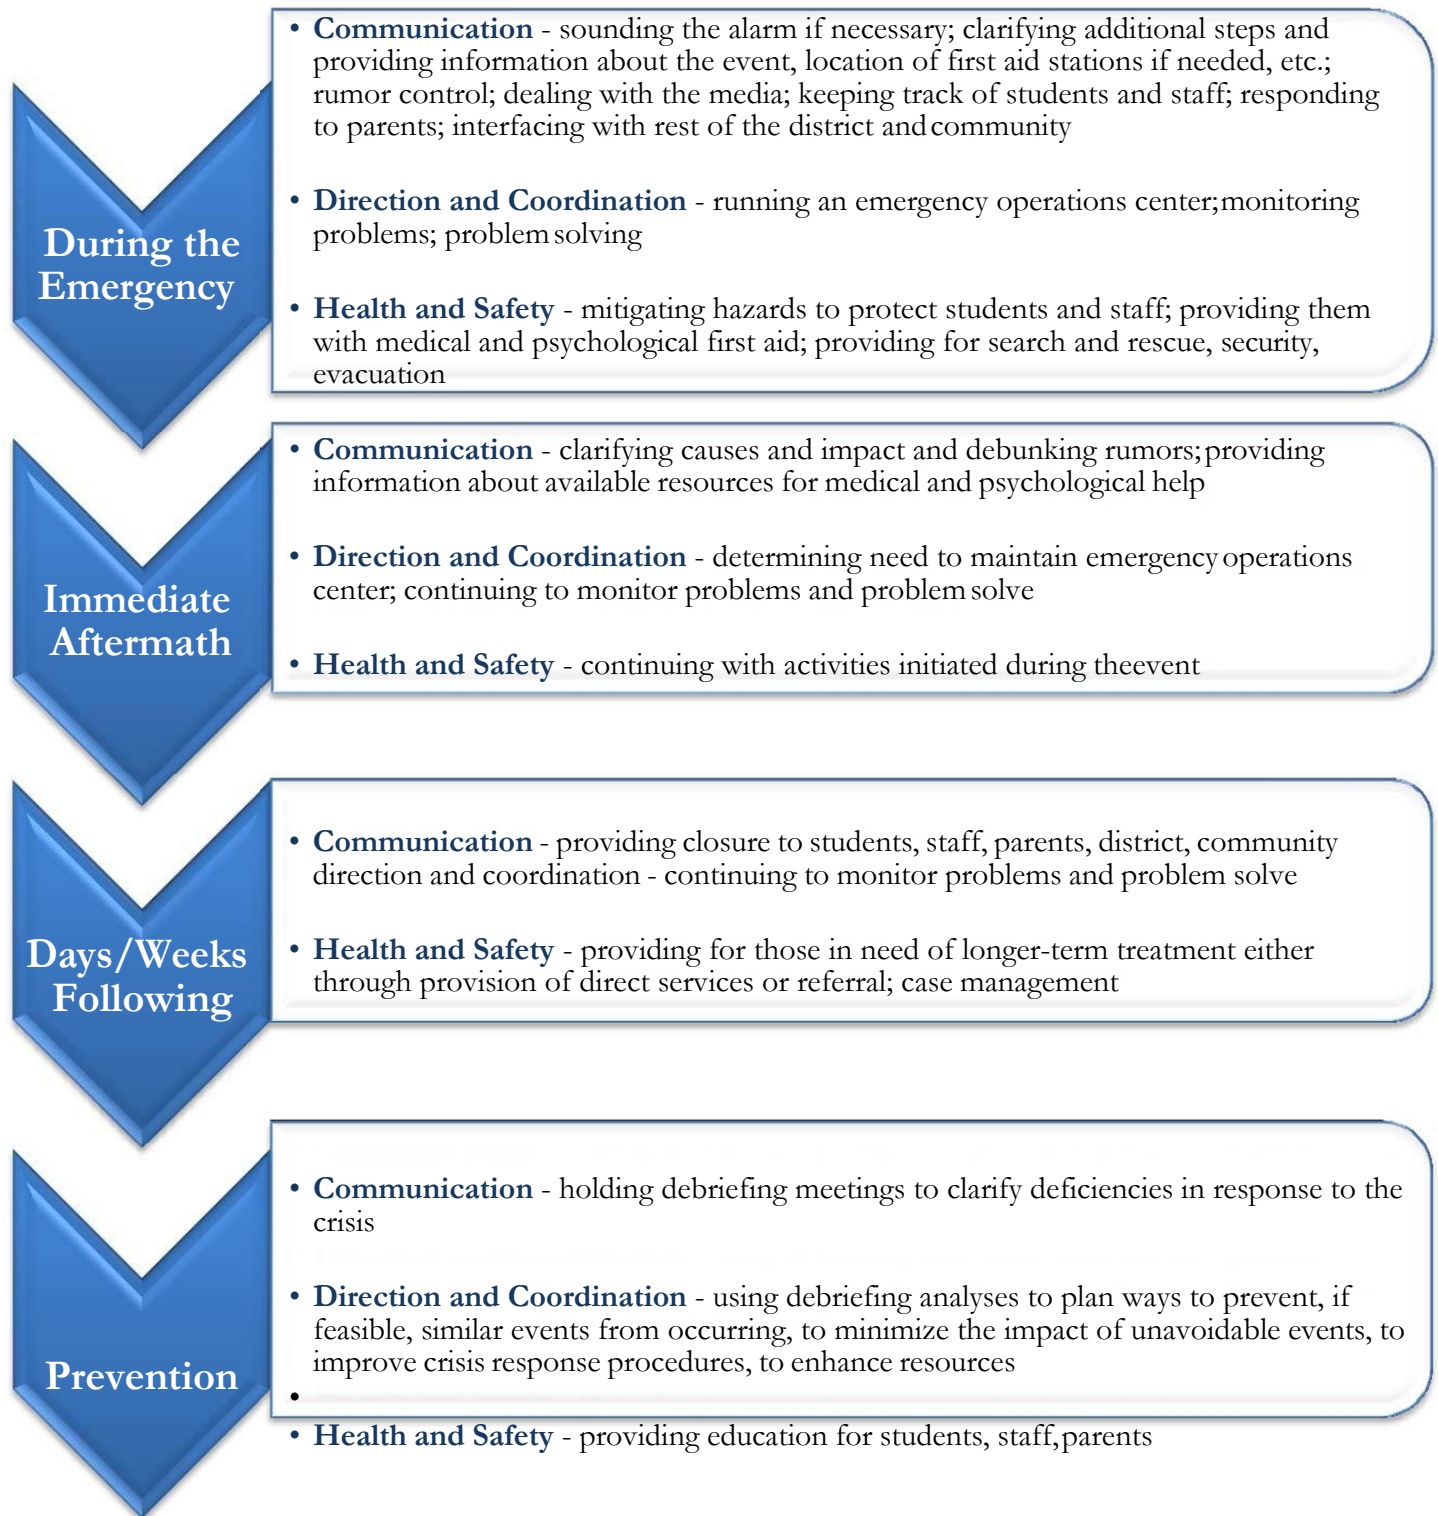 During the
Emergency
• Communication - sounding the alarm if necessary; clarifying additional steps and
providing information about the event, location of first aid stations if needed, etc.;
rumor control; dealing with the media; keeping track of students and staff; responding
to parents; interfacing with rest of the district and community
• Direction and Coordination - running an emergency operations center; monitoring
problems; problem solving
• Health and Safety - mitigating hazards to protect students and staff; providing them
with medical and psychological first aid; providing for search and rescue, security,
evacuation
Immediate
Aftermath
• Communication - clarifying causes and impact and debunking rumors; providing
information about available resources for medical and psychological help
• Direction and Coordination - determining need to maintain emergency operations
center; continuing to monitor problems and problem solve
• Health and Safety - continuing with activities initiated during theevent
Days/Weeks
Following
• Communication - providing closure to students, staff, parents, district, community
direction and coordination - continuing to monitor problems and problem solve
• Health and Safety - providing for those in need of longer-term treatment either
through provision of direct services or referral; case management
Prevention
• Communication - holding debriefing meetings to clarify deficiencies in response to the
crisis
• Direction and Coordination - using debriefing analyses to plan ways to prevent, if
feasible, similar events from occurring, to minimize the impact of unavoidable events, to
improve crisis response procedures, to enhance resources
•
• Health and Safety - providing education for students, staff, parents